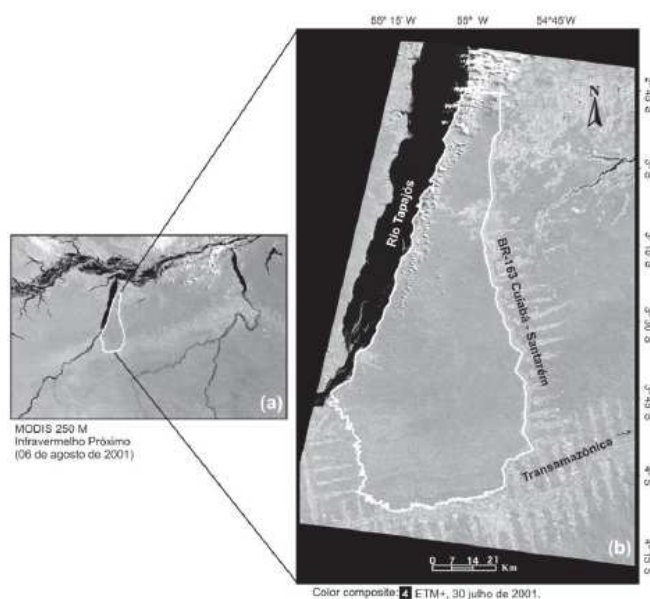 55° 15' W 55° W 54°45'W
N
Rio Tapajós
BR-163 Cuiabá - Santarém
Transamazônica
(a)
MODIS 250 M
Infravermelho Próximo
(06 de agosto de 2001)
(b)
0 7 14 21
Km
Color composite: 4 ETM+, 30 julho de 2001.